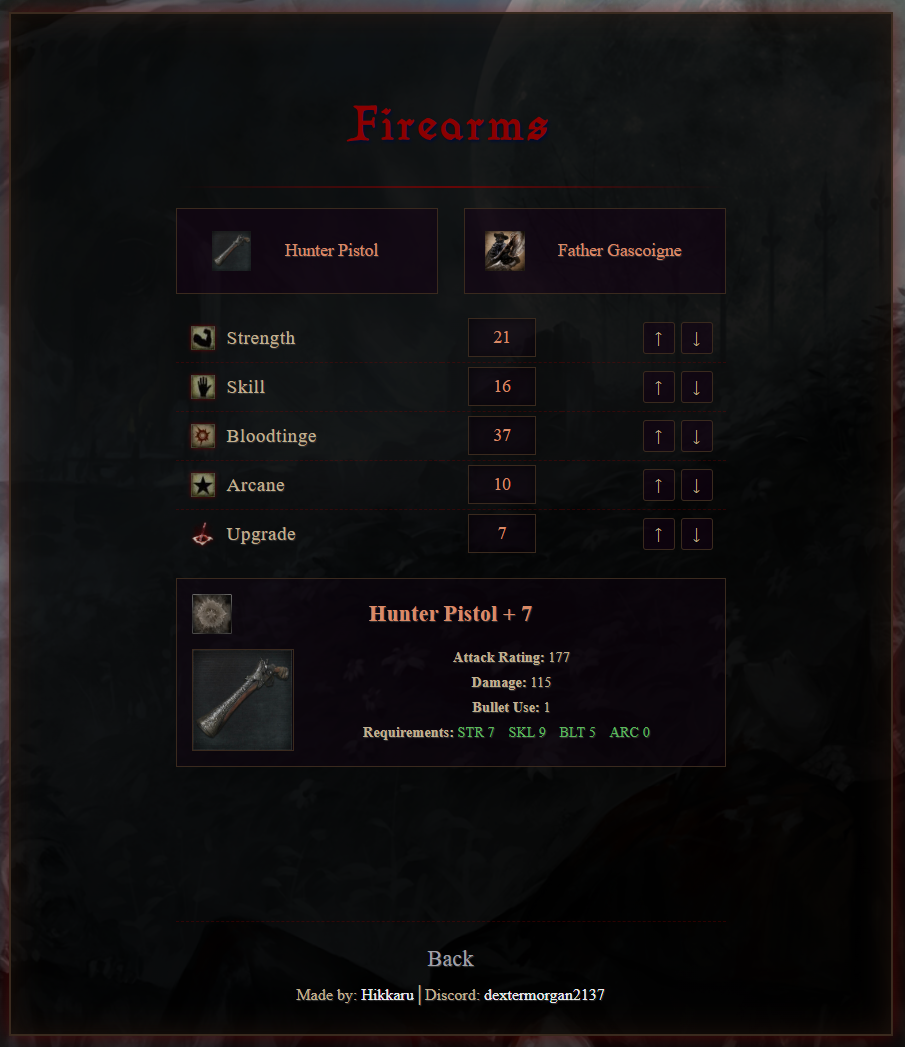 Firearms
Hunter Pistol
Father Gascoigne
Strength 21 ↑ ↓
Skill 16 ↑ ↓
Bloodtinge 37 ↑ ↓
Arcane 10 ↑ ↓
Upgrade 7 ↑ ↓
Hunter Pistol + 7
Attack Rating: 177
Damage: 115
Bullet Use: 1
Requirements: STR 7 SKL 9 BLT 5 ARC 0
Back
Made by: Hikkaru | Discord: dextermorgan2137